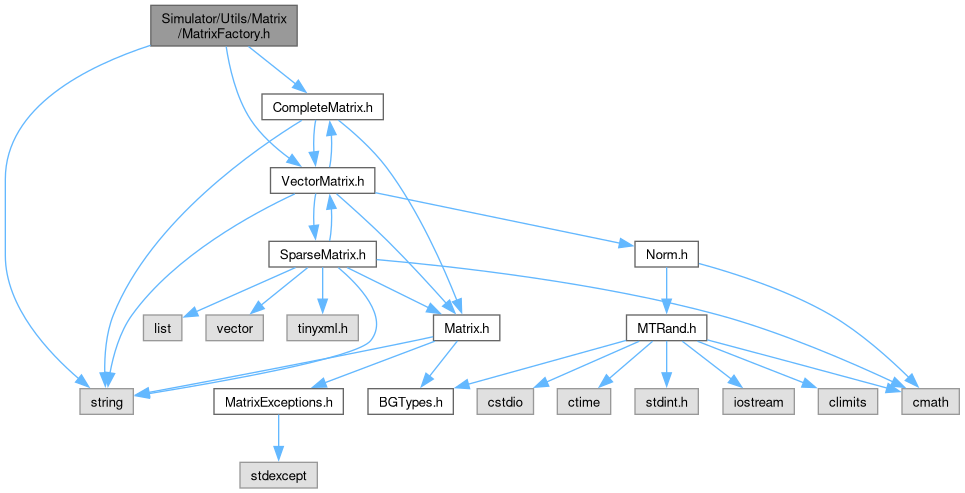 Simulator/Utils/Matrix
/MatrixFactory.h
CompleteMatrix.h
VectorMatrix.h
SparseMatrix.h
Norm.h
list
vector
tinyxml.h
Matrix.h
MTRand.h
string
MatrixExceptions.h
BGTypes.h
cstdio
ctime
stdint.h
iostream
climits
cmath
stdexcept